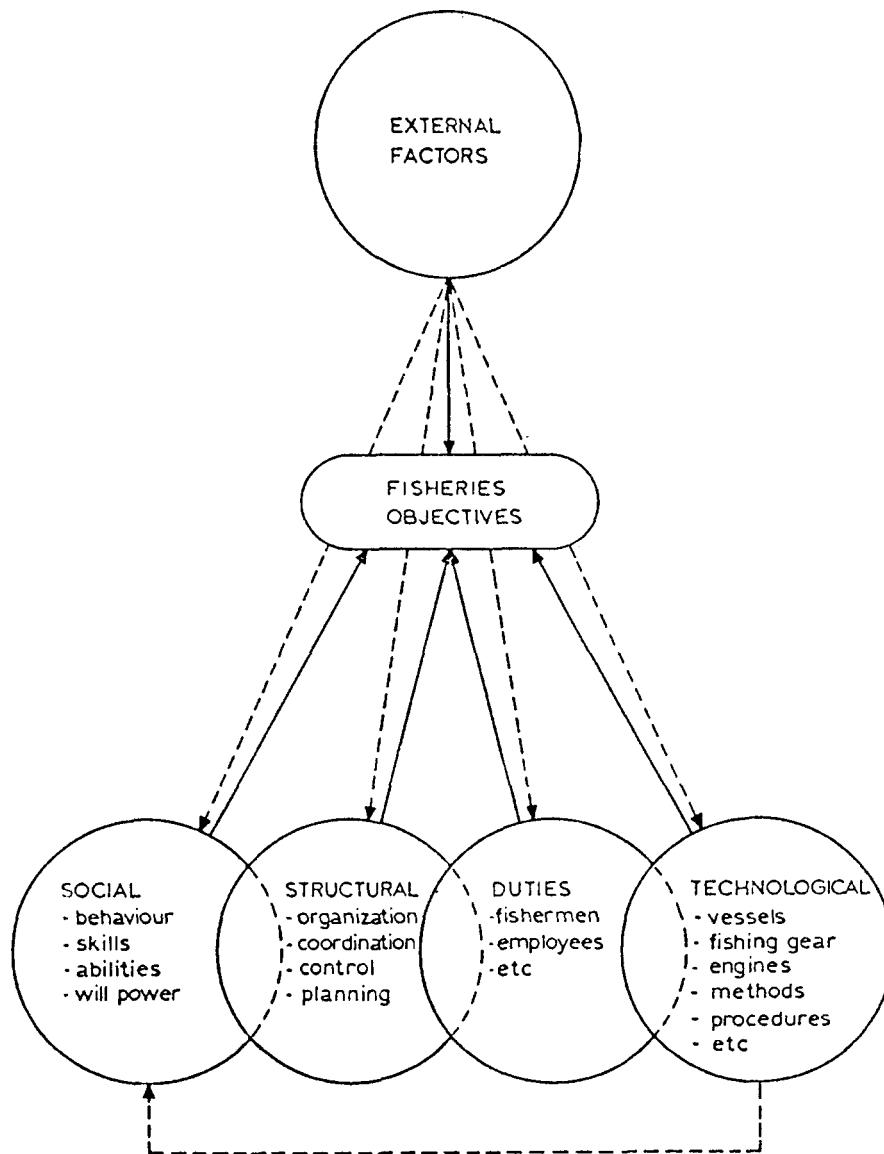 EXTERNAL
FACTORS
FISHERIES
OBJECTIVES
SOCIAL
- behaviour
- skills
- abilities
- will power
STRUCTURAL
- organization
- coordination
- control
- planning
DUTIES
-fishermen
-employees
-etc
TECHNOLOGICAL
- vessels
- fishing gear
- engines
- methods
- procedures
- etc